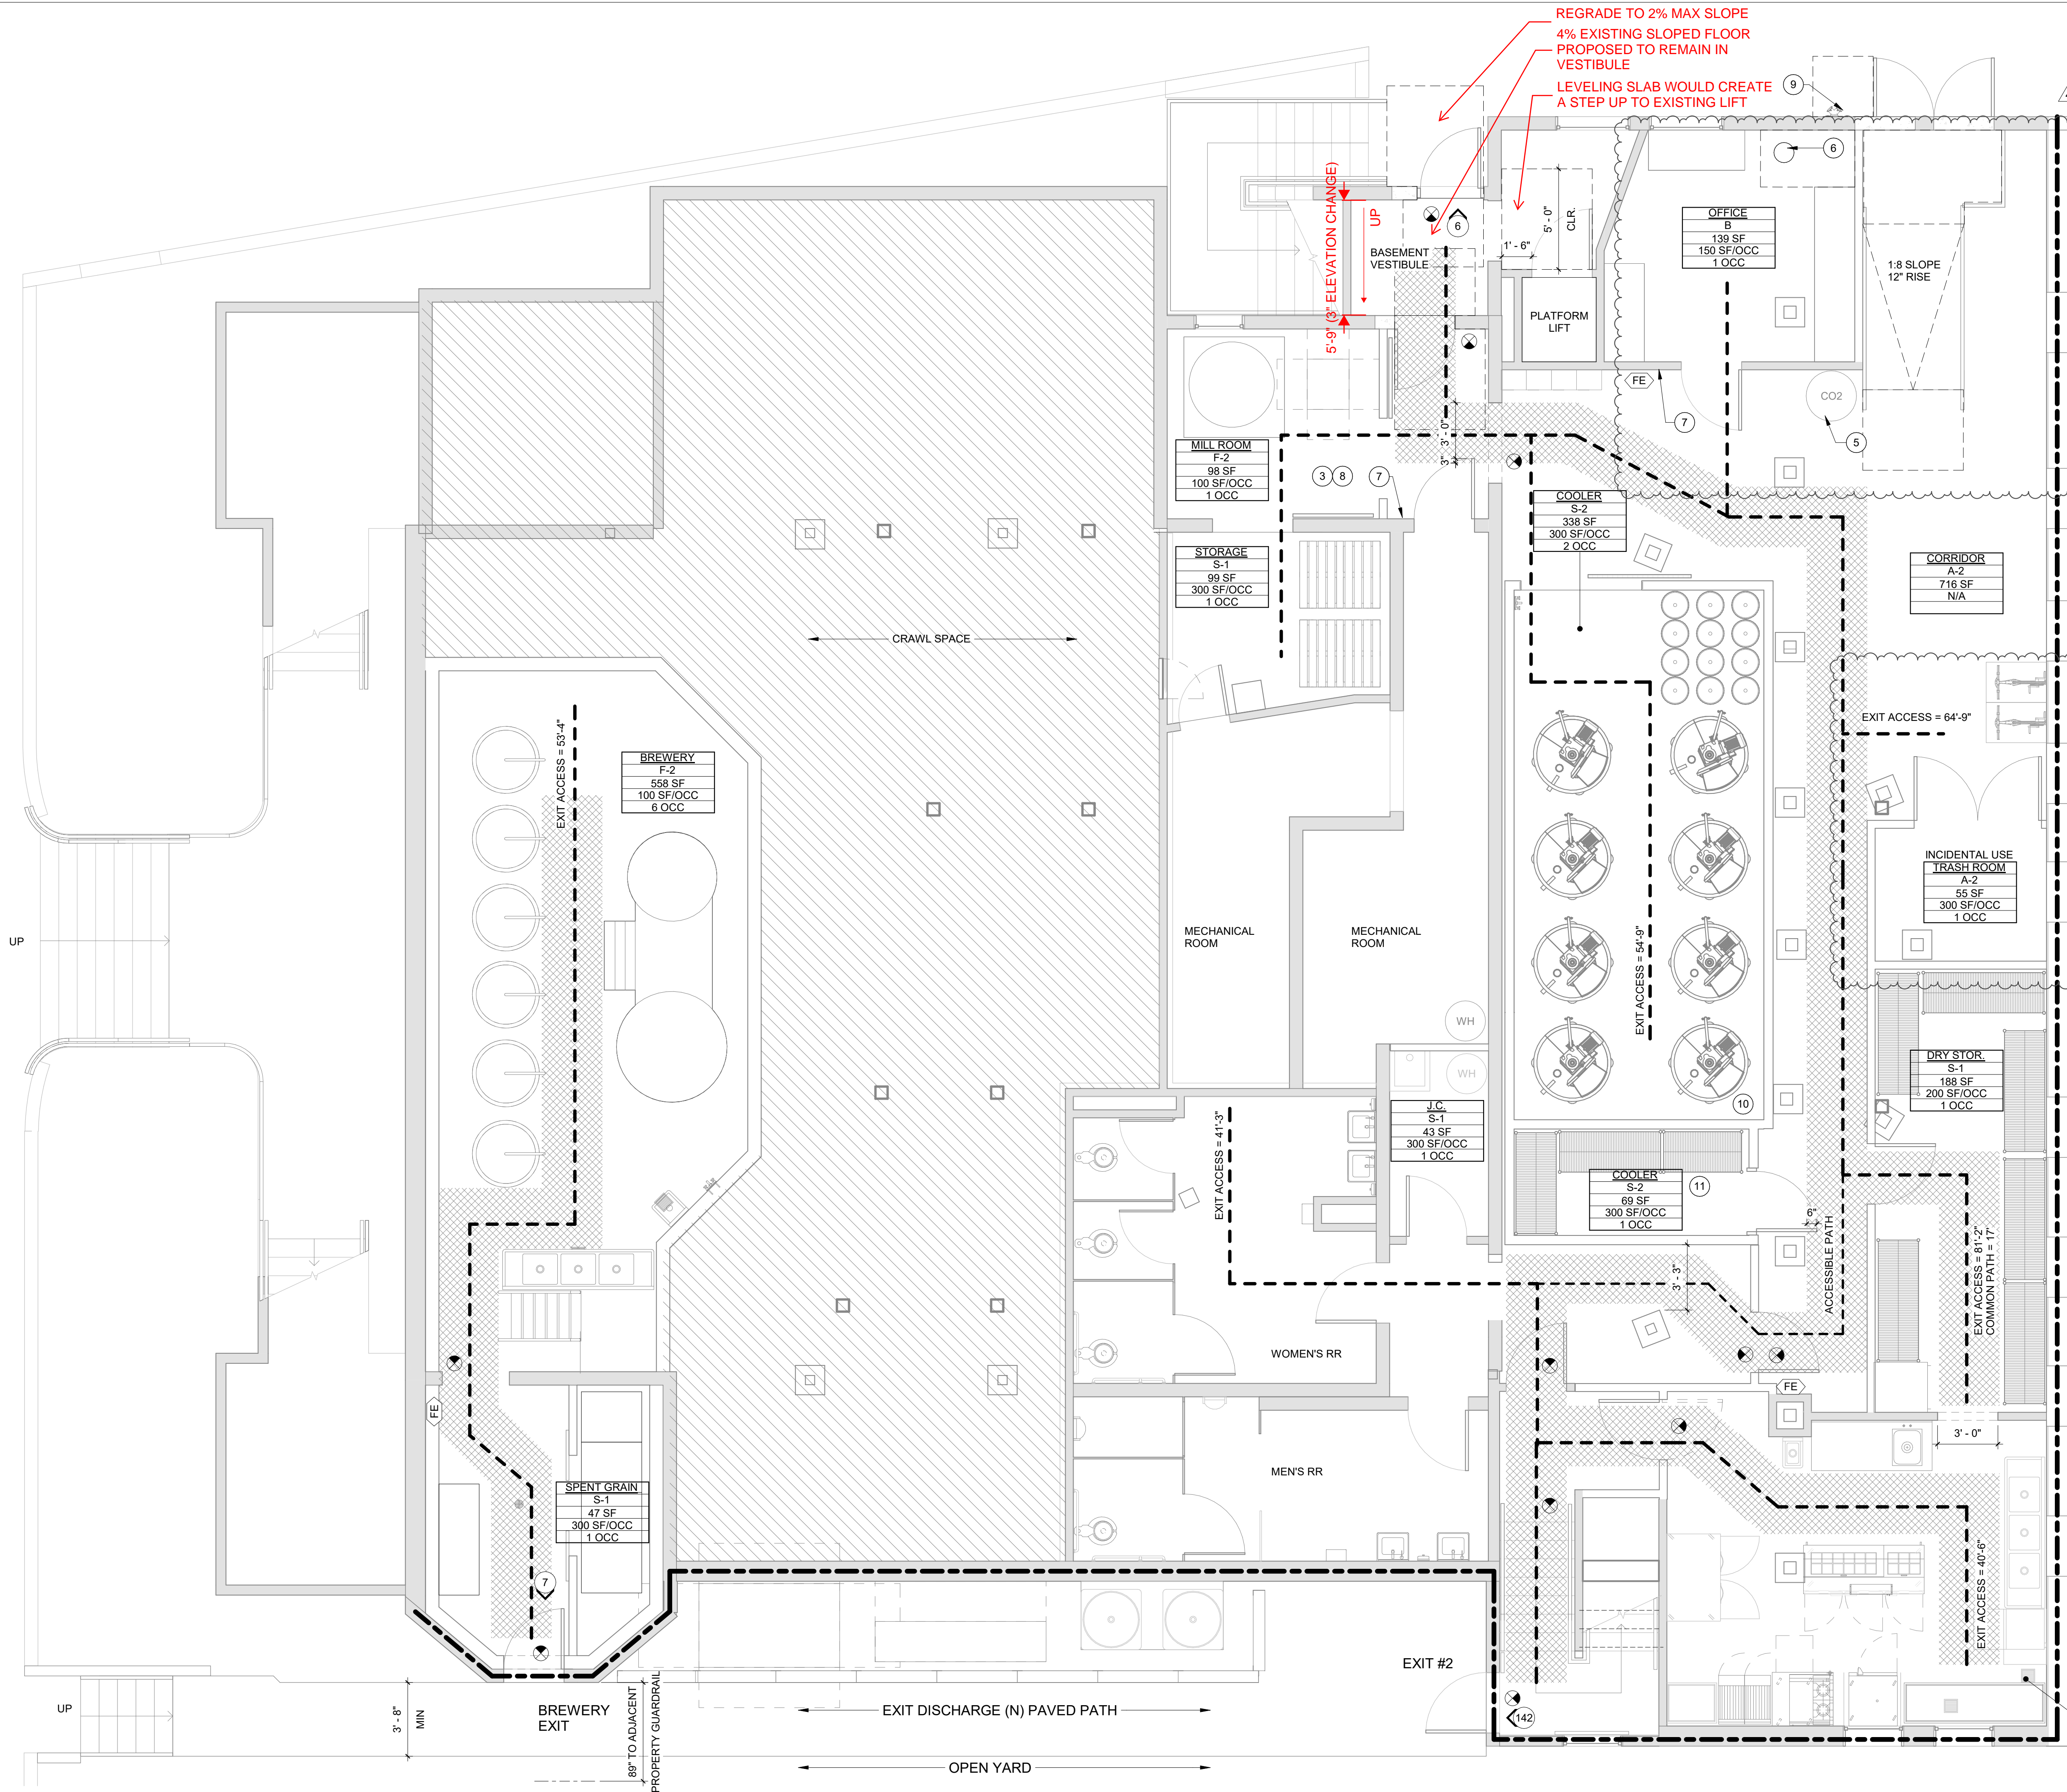 REGRADE TO 2% MAX SLOPE
4% EXISTING SLOPED FLOOR
PROPOSED TO REMAIN IN
VESTIBULE
LEVELING SLAB WOULD CREATE
A STEP UP TO EXISTING LIFT
9
6
5'-9" (3" ELEVATION CHANGE)
UP
6
BASEMENT
VESTIBULE
5' - 0"
CLR.
1' - 6"
PLATFORM
LIFT
OFFICE
B
139 SF
150 SF/OCC
1 OCC
1:8 SLOPE
12" RISE
FE
7
CO2
5
MILL ROOM
F-2
98 SF
100 SF/OCC
1 OCC
3
8
7
3"
3' - 0"
COOLER
S-2
338 SF
300 SF/OCC
2 OCC
STORAGE
S-1
99 SF
300 SF/OCC
1 OCC
CORRIDOR
A-2
716 SF
N/A
CRAWL SPACE
EXIT ACCESS = 64'-9"
EXIT ACCESS = 53'-4"
BREWERY
F-2
558 SF
100 SF/OCC
6 OCC
INCIDENTAL USE
TRASH ROOM
A-2
55 SF
300 SF/OCC
1 OCC
UP
MECHANICAL
ROOM
MECHANICAL
ROOM
EXIT ACCESS = 54'-9"
WH
WH
DRY STOR.
S-1
188 SF
200 SF/OCC
1 OCC
10
J.C.
S-1
43 SF
300 SF/OCC
1 OCC
EXIT ACCESS = 41'-3"
COOLER
S-2
69 SF
300 SF/OCC
1 OCC
11
6"
ACCESSIBLE PATH
EXIT ACCESS = 81'-2"
COMMON PATH = 17'
3' - 3"
WOMEN'S RR
FE
FE
3' - 0"
MEN'S RR
SPENT GRAIN
S-1
47 SF
300 SF/OCC
1 OCC
7
EXIT ACCESS = 40'-6"
EXIT #2
142
UP
3' - 8"
MIN
BREWERY
EXIT
89" TO ADJACENT
PROPERTY GUARDRAIL
EXIT DISCHARGE (N) PAVED PATH
OPEN YARD